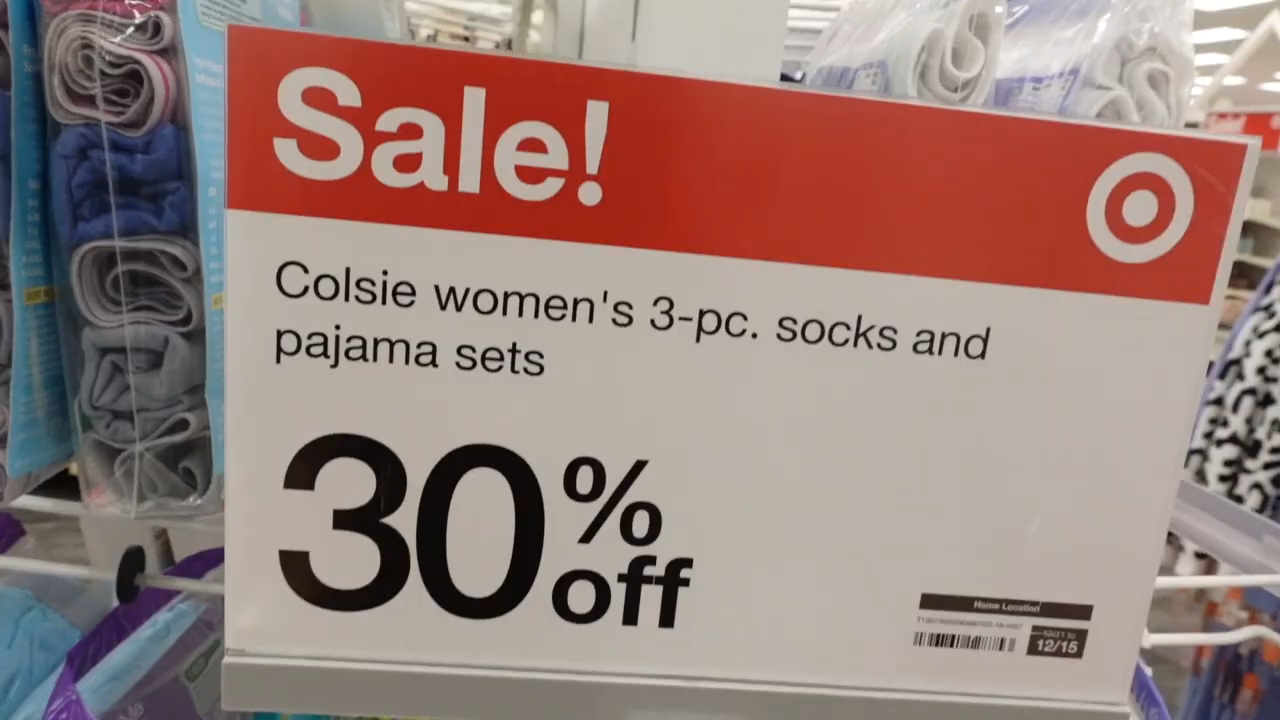 Sale!
Colsie women's 3-pc. socks and
pajama sets
30%
off
Home Location
12/15